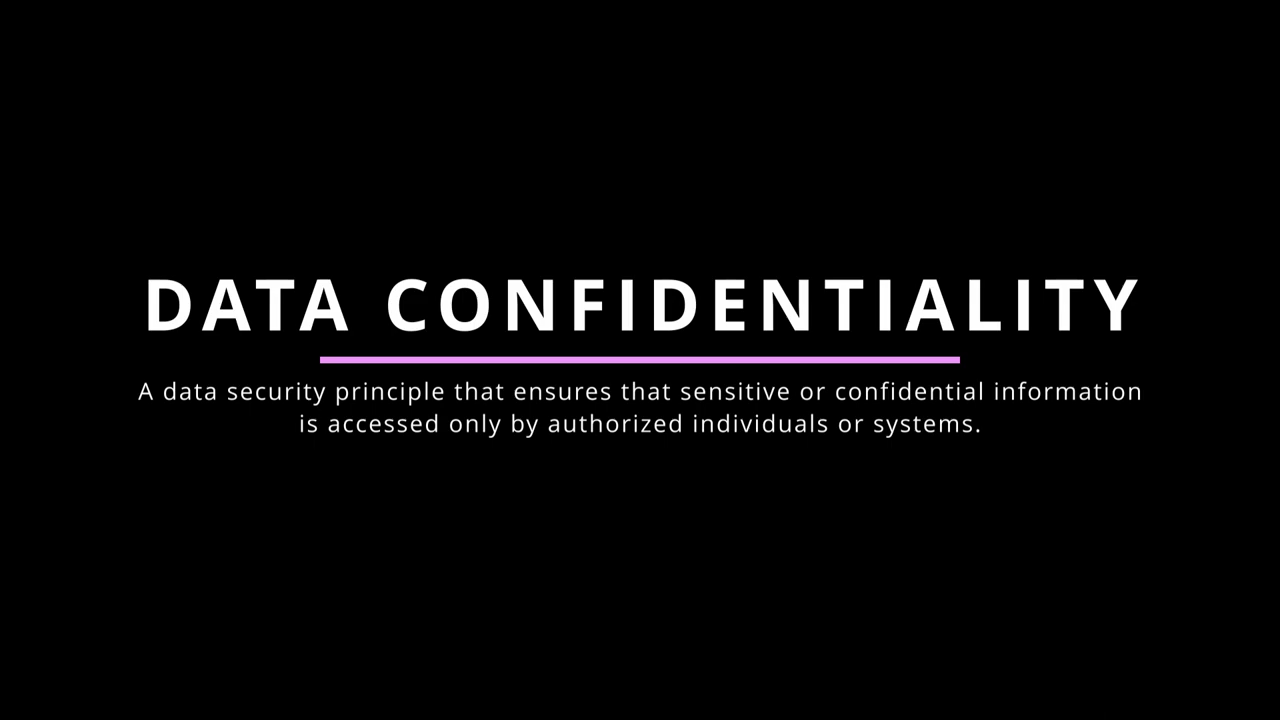 DATA CONFIDENTIALITY
A data security principle that ensures that sensitive or confidential information
is accessed only by authorized individuals or systems.